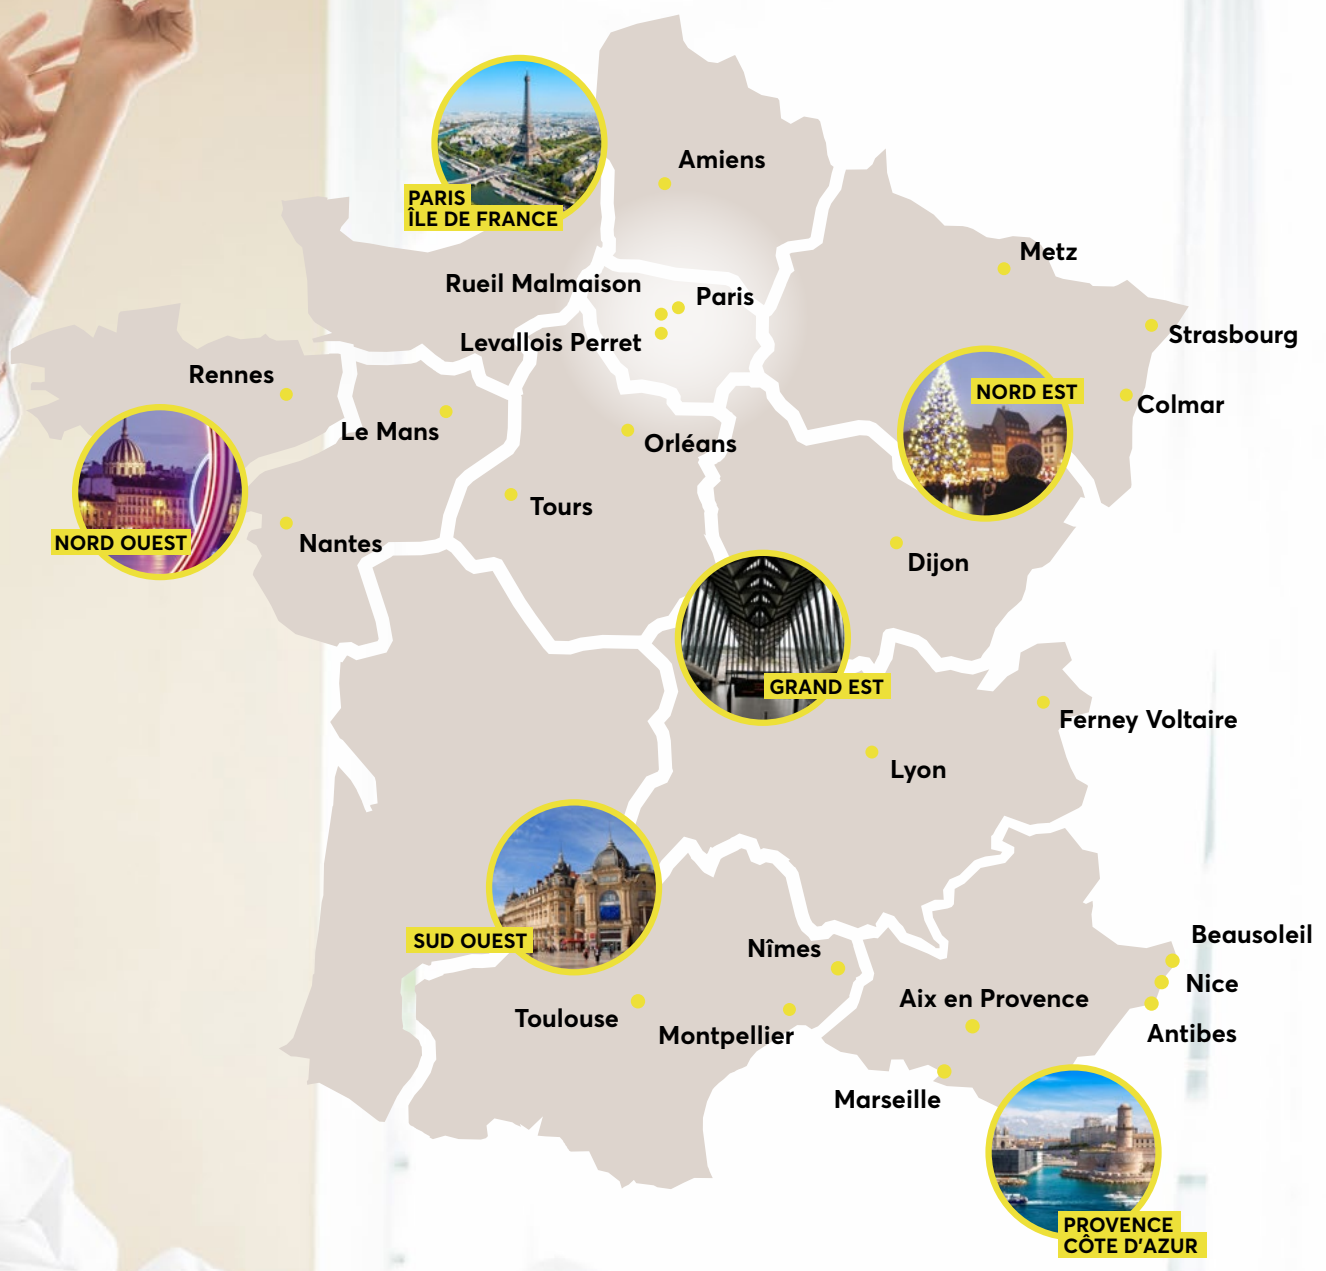 Amiens
PARIS
ÎLE DE FRANCE
Metz
Rueil Malmaison
Paris
Strasbourg
Levallois Perret
Rennes
NORD EST
Colmar
Le Mans
Orléans
Tours
NORD OUEST
Nantes
Dijon
GRAND EST
Ferney Voltaire
Lyon
SUD OUEST
Beausoleil
Nîmes
Nice
Aix en Provence
Toulouse
Montpellier
Antibes
Marseille
PROVENCE
CÔTE D'AZUR